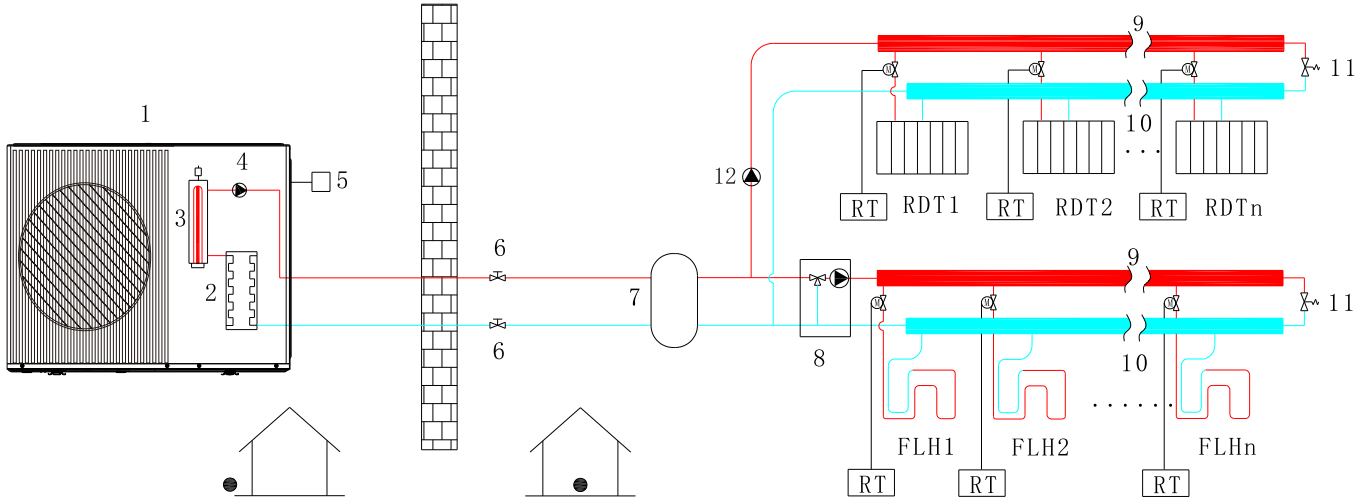 1
2
3
4
5
6
6
7
8
12
9
M
M
M
10
11
RT
RDT1
RT
RDT2
. . .
RT
RDTn
9
M
M
M
10
11
. . . . . .
FLH1
FLH2
FLHn
RT
RT
RT